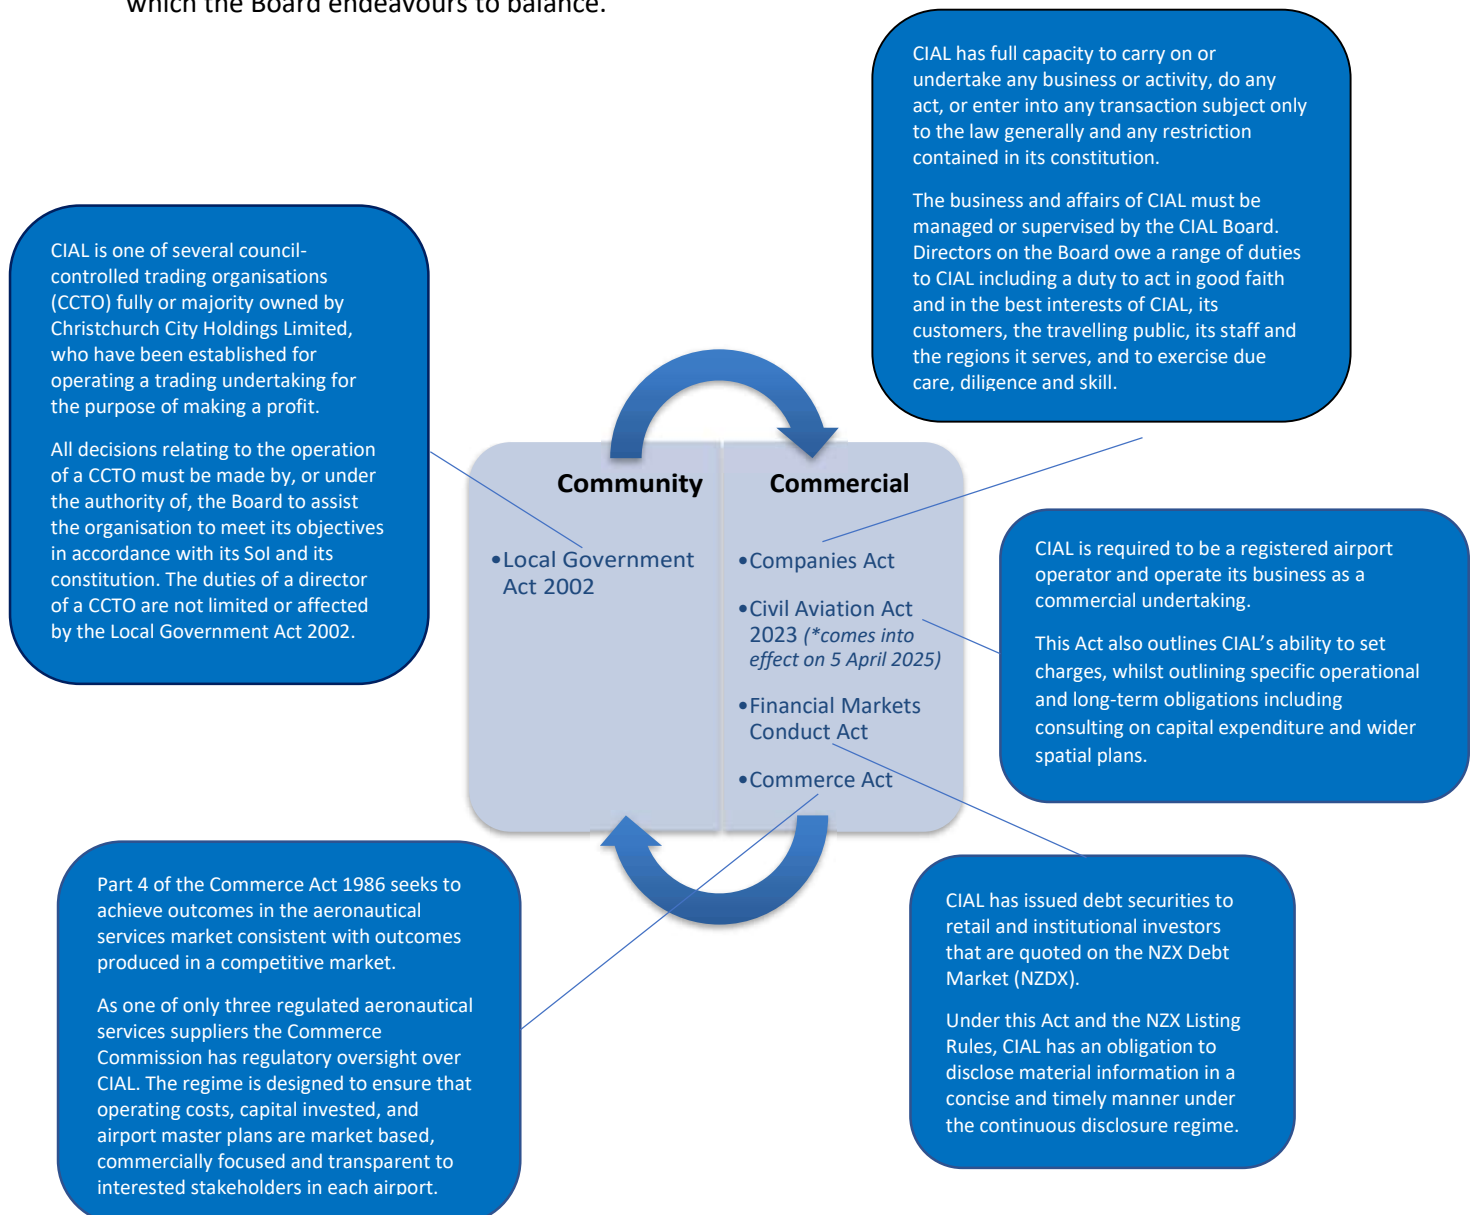 which the Board endeavours to balance.
CIAL has full capacity to carry on or
undertake any business or activity, do any
act, or enter into any transaction subject only
to the law generally and any restriction
contained in its constitution.
The business and affairs of CIAL must be
managed or supervised by the CIAL Board.
Directors on the Board owe a range of duties
to CIAL including a duty to act in good faith
and in the best interests of CIAL, its
customers, the travelling public, its staff and
the regions it serves, and to exercise due
care, diligence and skill.
CIAL is one of several council-
controlled trading organisations
(CCTO) fully or majority owned by
Christchurch City Holdings Limited,
who have been established for
operating a trading undertaking for
the purpose of making a profit.
All decisions relating to the operation
of a CCTO must be made by, or under
the authority of, the Board to assist
the organisation to meet its objectives
in accordance with its SoI and its
constitution. The duties of a director
of a CCTO are not limited or affected
by the Local Government Act 2002.
Community
•Local Government
Act 2002
Commercial
•Companies Act
•Civil Aviation Act
2023 (*comes into
effect on 5 April 2025)
•Financial Markets
Conduct Act
•Commerce Act
CIAL is required to be a registered airport
operator and operate its business as a
commercial undertaking.
This Act also outlines CIAL’s ability to set
charges, whilst outlining specific operational
and long-term obligations including
consulting on capital expenditure and wider
spatial plans.
Part 4 of the Commerce Act 1986 seeks to
achieve outcomes in the aeronautical
services market consistent with outcomes
produced in a competitive market.
As one of only three regulated aeronautical
services suppliers the Commerce
Commission has regulatory oversight over
CIAL. The regime is designed to ensure that
operating costs, capital invested, and
airport master plans are market based,
commercially focused and transparent to
interested stakeholders in each airport.
CIAL has issued debt securities to
retail and institutional investors
that are quoted on the NZX Debt
Market (NZDX).
Under this Act and the NZX Listing
Rules, CIAL has an obligation to
disclose material information in a
concise and timely manner under
the continuous disclosure regime.